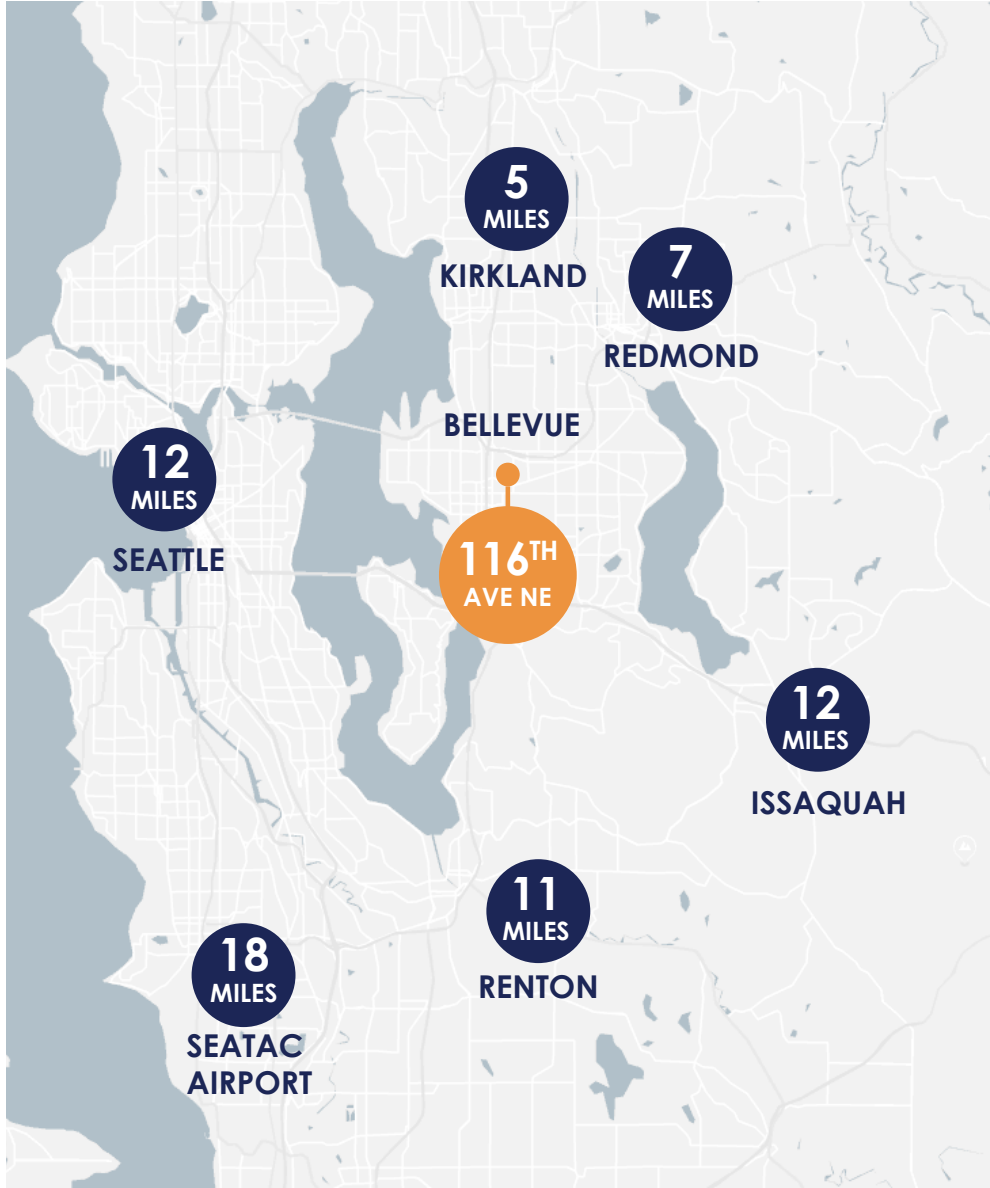 5
MILES
KIRKLAND
7
MILES
REDMOND
BELLEVUE
12
MILES
SEATTLE
116TH
AVE NE
12
MILES
ISSAQUAH
11
MILES
RENTON
18
MILES
SEATAC
AIRPORT